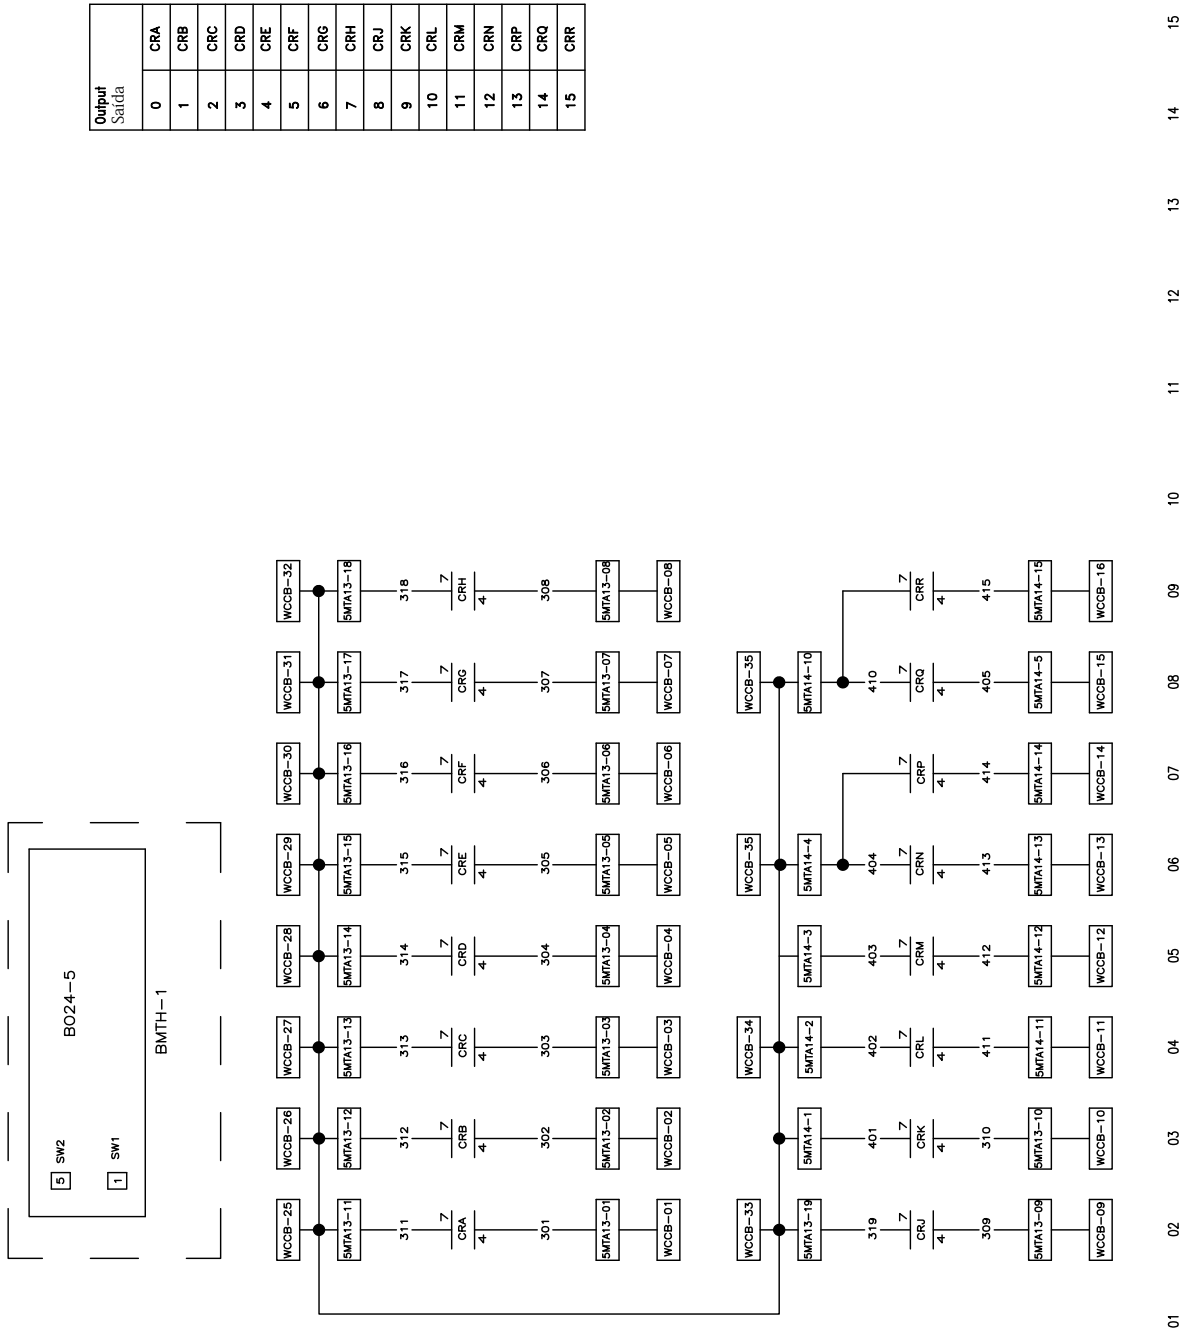 Output
Saída
0 CRA
1 CRB
2 CRC
3 CRD
4 CRE
5 CRF
6 CRG
7 CRH
8 CRJ
9 CRK
10 CRL
11 CRM
12 CRN
13 CRP
14 CRQ
15 CRR
BO24-5
5 SW2
1 SW1
BMTH-1
WCCB-25 WCCB-26 WCCB-27 WCCB-28 WCCB-29 WCCB-30 WCCB-31 WCCB-32
5MTA13-11 5MTA13-12 5MTA13-13 5MTA13-14 5MTA13-15 5MTA13-16 5MTA13-17 5MTA13-18
311 312 313 314 315 316 317 318
7 7 7 7 7 7 7 7
CRA CRB CRC CRD CRE CRF CRG CRH
4 4 4 4 4 4 4 4
301 302 303 304 305 306 307 308
5MTA13-01 5MTA13-02 5MTA13-03 5MTA13-04 5MTA13-05 5MTA13-06 5MTA13-07 5MTA13-08
WCCB-01 WCCB-02 WCCB-03 WCCB-04 WCCB-05 WCCB-06 WCCB-07 WCCB-08
WCCB-33 WCCB-34 WCCB-35 WCCB-35
5MTA13-19 5MTA14-1 5MTA14-2 5MTA14-3 5MTA14-4 5MTA14-10
319 401 402 403 404 410
7 7 7 7 7 7 7 7
CRJ CRK CRL CRM CRN CRP CRQ CRR
4 4 4 4 4 4 4 4
309 310 411 412 413 414 405 415
5MTA13-09 5MTA13-10 5MTA14-11 5MTA14-12 5MTA14-13 5MTA14-14 5MTA14-5 5MTA14-15
WCCB-09 WCCB-10 WCCB-11 WCCB-12 WCCB-13 WCCB-14 WCCB-15 WCCB-16
01 02 03 04 05 06 07 08 09 10 11 12 13 14 15